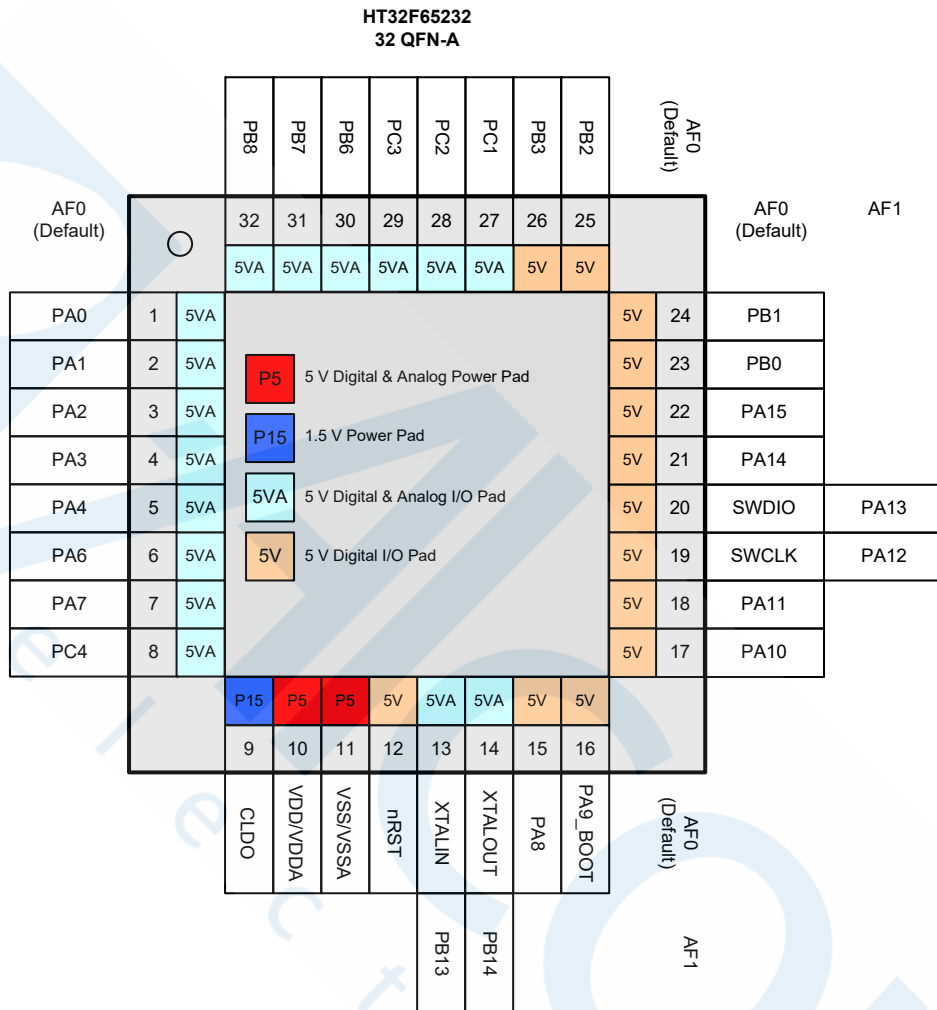 HT32F65232
32 QFN-A
PB8 PB7 PB6 PC3 PC2 PC1 PB3 PB2 AF0
(Default)
AF0
(Default)
32 31 30 29 28 27 26 25
AF0
(Default)
AF1
5VA 5VA 5VA 5VA 5VA 5VA 5V 5V
PA0 1 5VA 5V 24 PB1
PA1 2 5VA 5V 23 PB0
P5 5 V Digital & Analog Power Pad
PA2 3 5VA 5V 22 PA15
P15 1.5 V Power Pad
PA3 4 5VA 5V 21 PA14
PA4 5 5VA 5V 20 SWDIO PA13
5VA 5 V Digital & Analog I/O Pad
PA6 6 5VA 5V 19 SWCLK PA12
5V 5 V Digital I/O Pad
PA7 7 5VA 5V 18 PA11
PC4 8 5VA 5V 17 PA10
P15 P5 P5 5V 5VA 5VA 5V 5V
9 10 11 12 13 14 15 16
CLDO VDD/VDDA VSS/VSSA nRST XTALIN XTALOUT PA8 PA9_BOOT AF0
(Default)
PB13 PB14 AF1